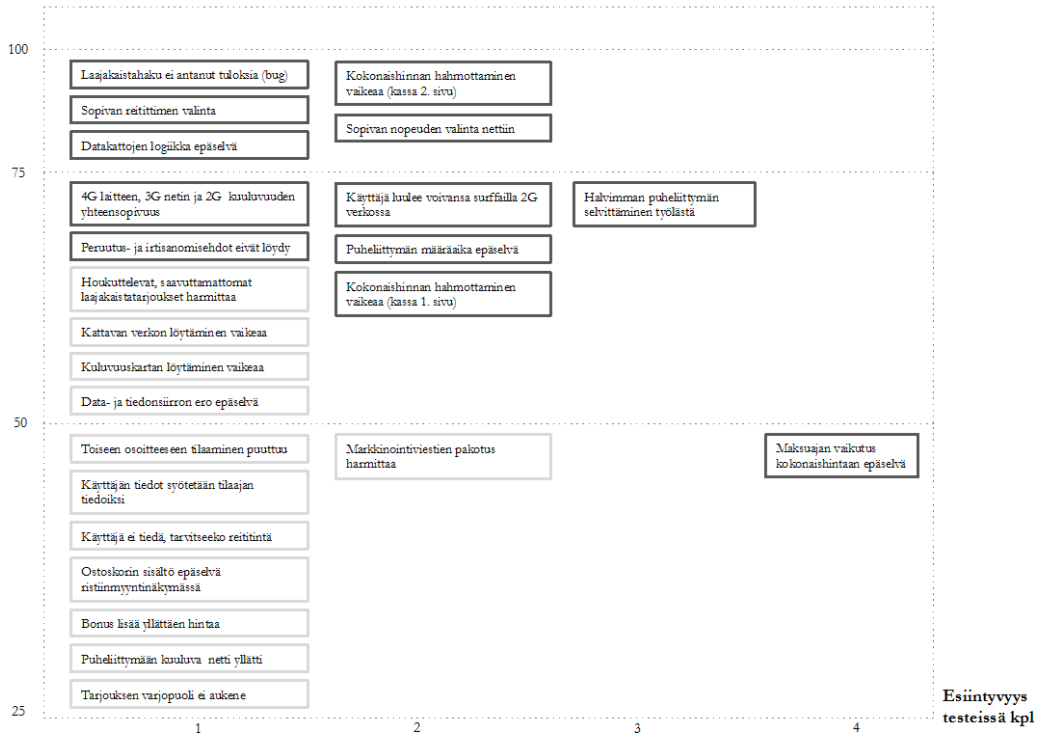 100
Laajakaistahaku ei antanut tuloksia (bug)
Sopivan reitittimen valinta
Datakattojen logiikka epäselvä
Kokonaishinnan hahmottaminen
vaikeaa (kassa 2. sivu)
Sopivan nopeuden valinta nettiin
75
4G laitteen, 3G netin ja 2G kuuluvuuden
yhteensopivuus
Peruutus- ja irtisanomisehdot eivät löydy
Houkuttelevat, saavuttamattomat
laajakaistatarjoukset harmittaa
Kattavan verkon löytäminen vaikeaa
Kuluvuuskartan löytäminen vaikeaa
Data- ja tiedonsiirron ero epäselvä
Käyttäjä luulee voivansa surffailla 2G
verkossa
Puheliittymän määräaika epäselvä
Kokonaishinnan hahmottaminen
vaikeaa (kassa 1. sivu)
Halvimman puheliittymän
selvittäminen työlästä
50
Toiseen osoitteeseen tilaaminen puuttuu
Käyttäjän tiedot syötetään tilaajan
tiedoiksi
Käyttäjä ei tiedä, tarvitseeko reititintä
Ostoskorin sisältö epäselvä
ristiinmyyntinäkymässä
Bonus lisää yllättäen hintaa
Puheliittymään kuuluva netti yllätti
Tarjouksen varjopuoli ei aukene
Markkinointiviestien pakotus
harmittaa
Maksuajan vaikutus
kokonaishintaan epäselvä
25
1
2
3
4
Esiintyvyys
testeissä kpl